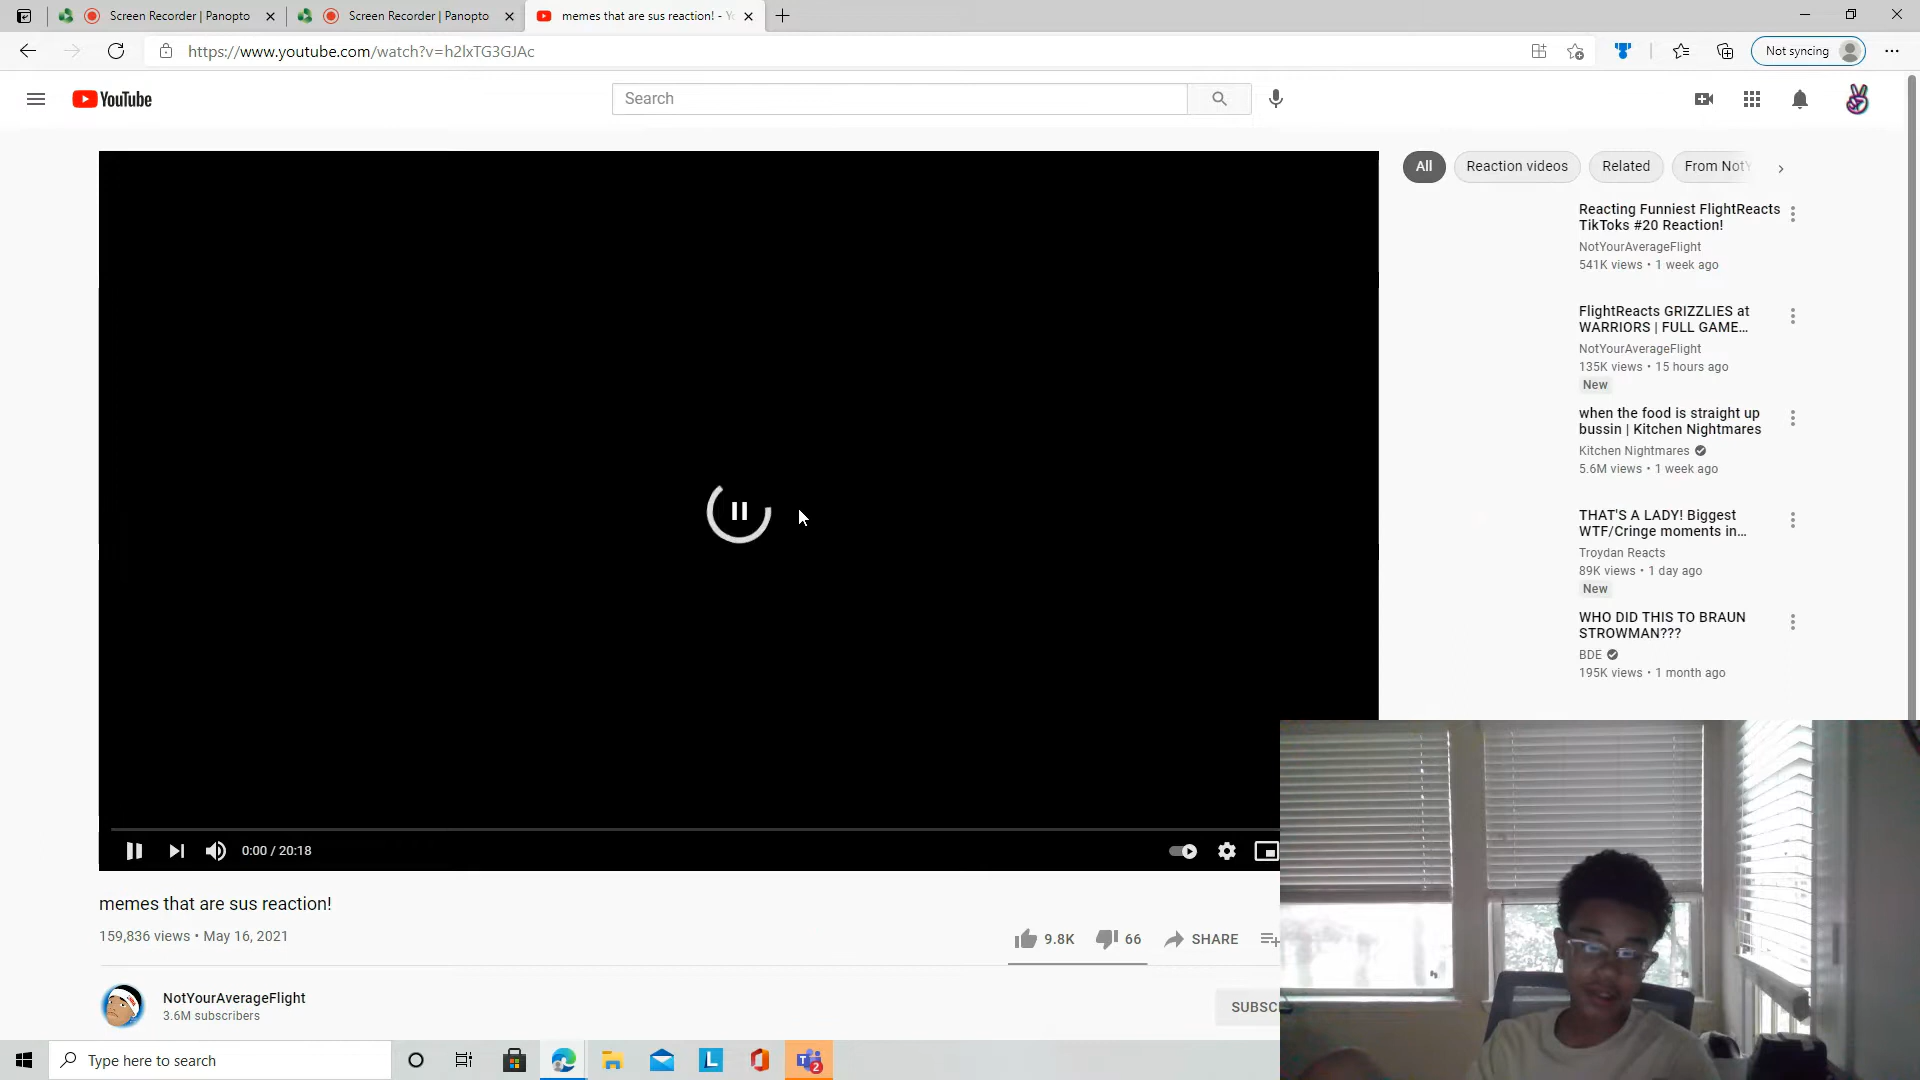 Screen Recorder | Panopto
Screen Recorder | Panopto
memes that are sus reaction! -
https://www.youtube.com/watch?v=h2lxTG3GJAc
Not syncing
YouTube
Search
All
Reaction videos
Related
From NotY
Reacting Funniest FlightReacts
TikToks #20 Reaction!
NotYourAverageFlight
541K views • 1 week ago
FlightReacts GRIZZLIES at
WARRIORS | FULL GAME...
NotYourAverageFlight
135K views • 15 hours ago
New
when the food is straight up
bussin | Kitchen Nightmares
Kitchen Nightmares
5.6M views • 1 week ago
THAT'S A LADY! Biggest
WTF/Cringe moments in...
Troydan Reacts
89K views • 1 day ago
New
WHO DID THIS TO BRAUN
STROWMAN???
BDE
195K views • 1 month ago
0:00 / 20:18
memes that are sus reaction!
159,836 views • May 16, 2021
9.8K
66
SHARE
NotYourAverageFlight
3.6M subscribers
SUBSC
Type here to search
L
T
2